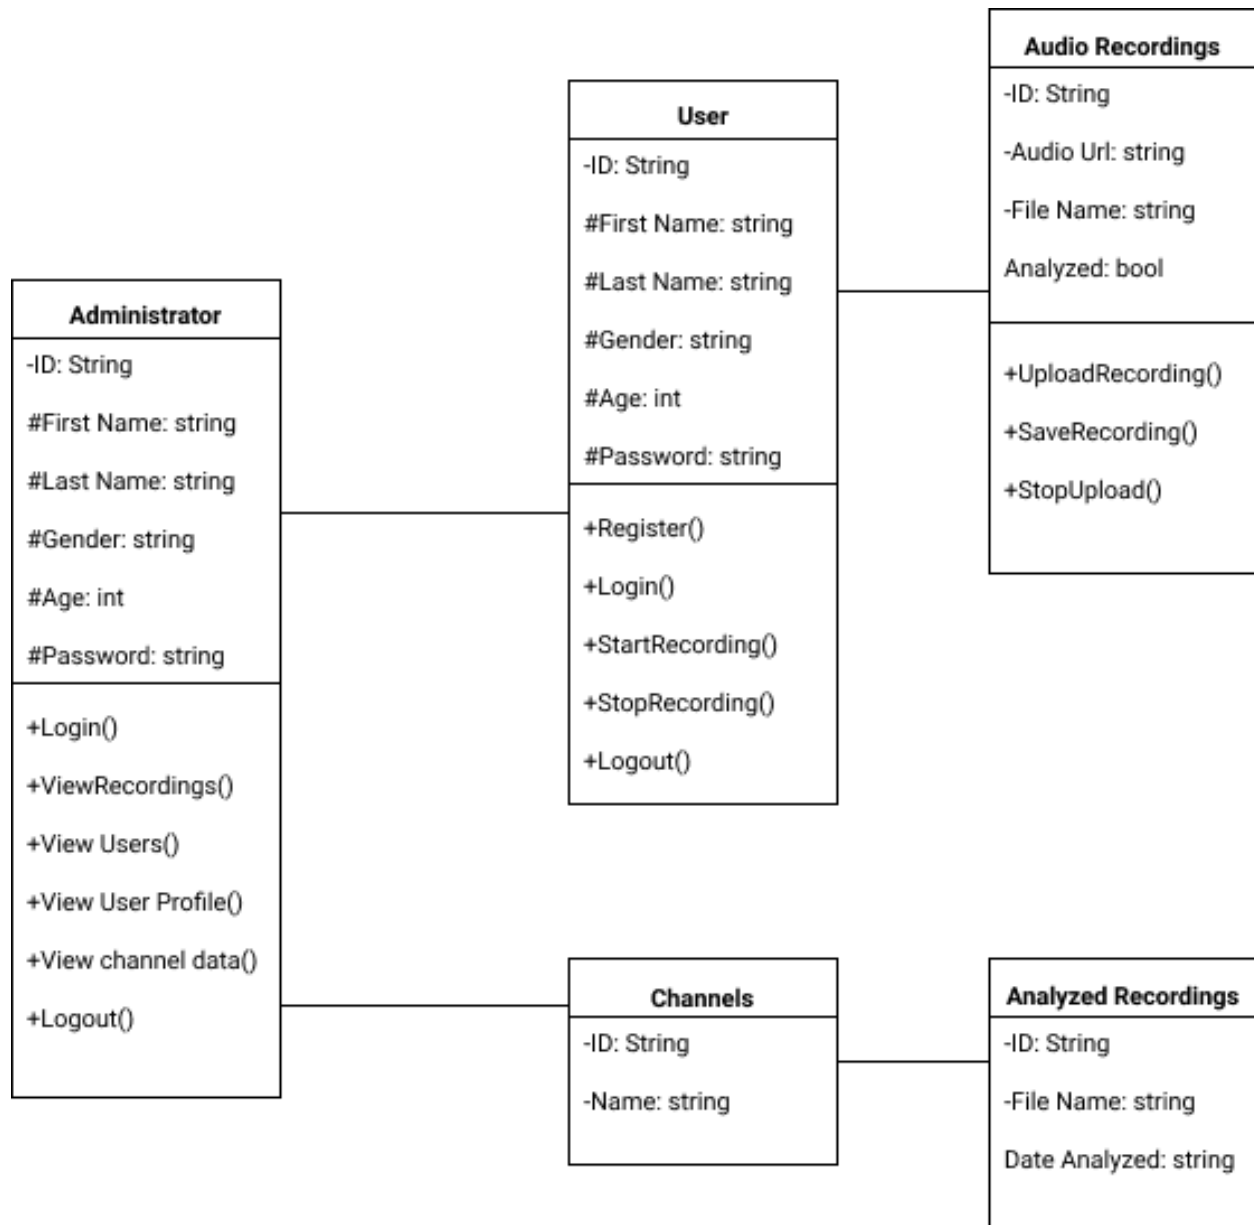 Audio Recordings
-ID: String
-Audio Url: string
-File Name: string
Analyzed: bool
+UploadRecording()
+SaveRecording()
+StopUpload()
User
-ID: String
#First Name: string
#Last Name: string
#Gender: string
#Age: int
#Password: string
+Register()
+Login()
+StartRecording()
+StopRecording()
+Logout()
Administrator
-ID: String
#First Name: string
#Last Name: string
#Gender: string
#Age: int
#Password: string
+Login()
+ViewRecordings()
+View Users()
+View User Profile()
+View channel data()
+Logout()
Channels
-ID: String
-Name: string
Analyzed Recordings
-ID: String
-File Name: string
Date Analyzed: string